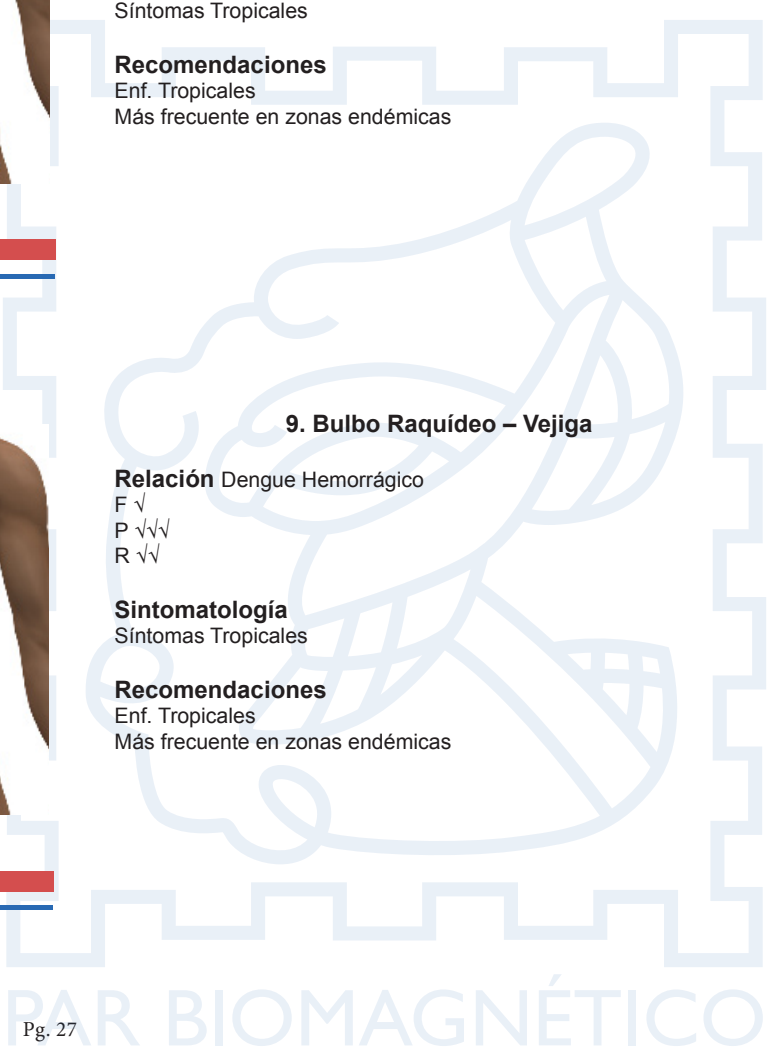 Síntomas Tropicales
Recomendaciones
Enf. Tropicales
Más frecuente en zonas endémicas
9. Bulbo Raquídeo – Vejiga
Relación Dengue Hemorrágico
F √
P √√√
R √√
Sintomatología
Síntomas Tropicales
Recomendaciones
Enf. Tropicales
Más frecuente en zonas endémicas
PAR BIOMAGNÉTICO
Pg. 27